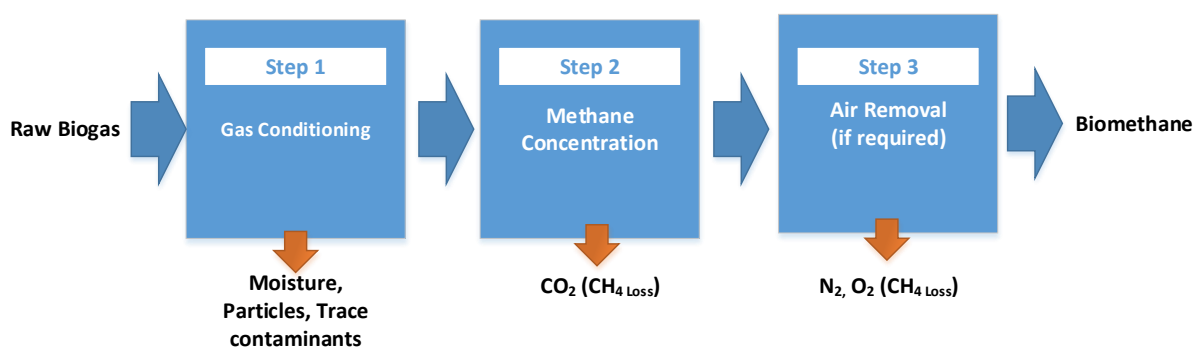 Step 1
Step 2
Step 3
Raw Biogas
Gas Conditioning
Methane
Concentration
Air Removal
(if required)
Biomethane
Moisture,
Particles, Trace
contaminants
CO₂ (CH₄ Loss)
N₂, O₂ (CH₄ Loss)